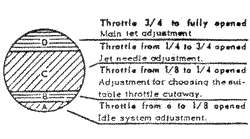 Throttle 3/4 to fully opened
Main jet adjustment
Throttle from 1/4 to 3/4 opened
D
Jet needle adjustment.
Throttle from 1/8 to 1/4 opened
C
Adjustment for choosing the sui-
table throttle cutaway.
B
Throttle from o to 1/8 opened
A
Idle system adjustment.